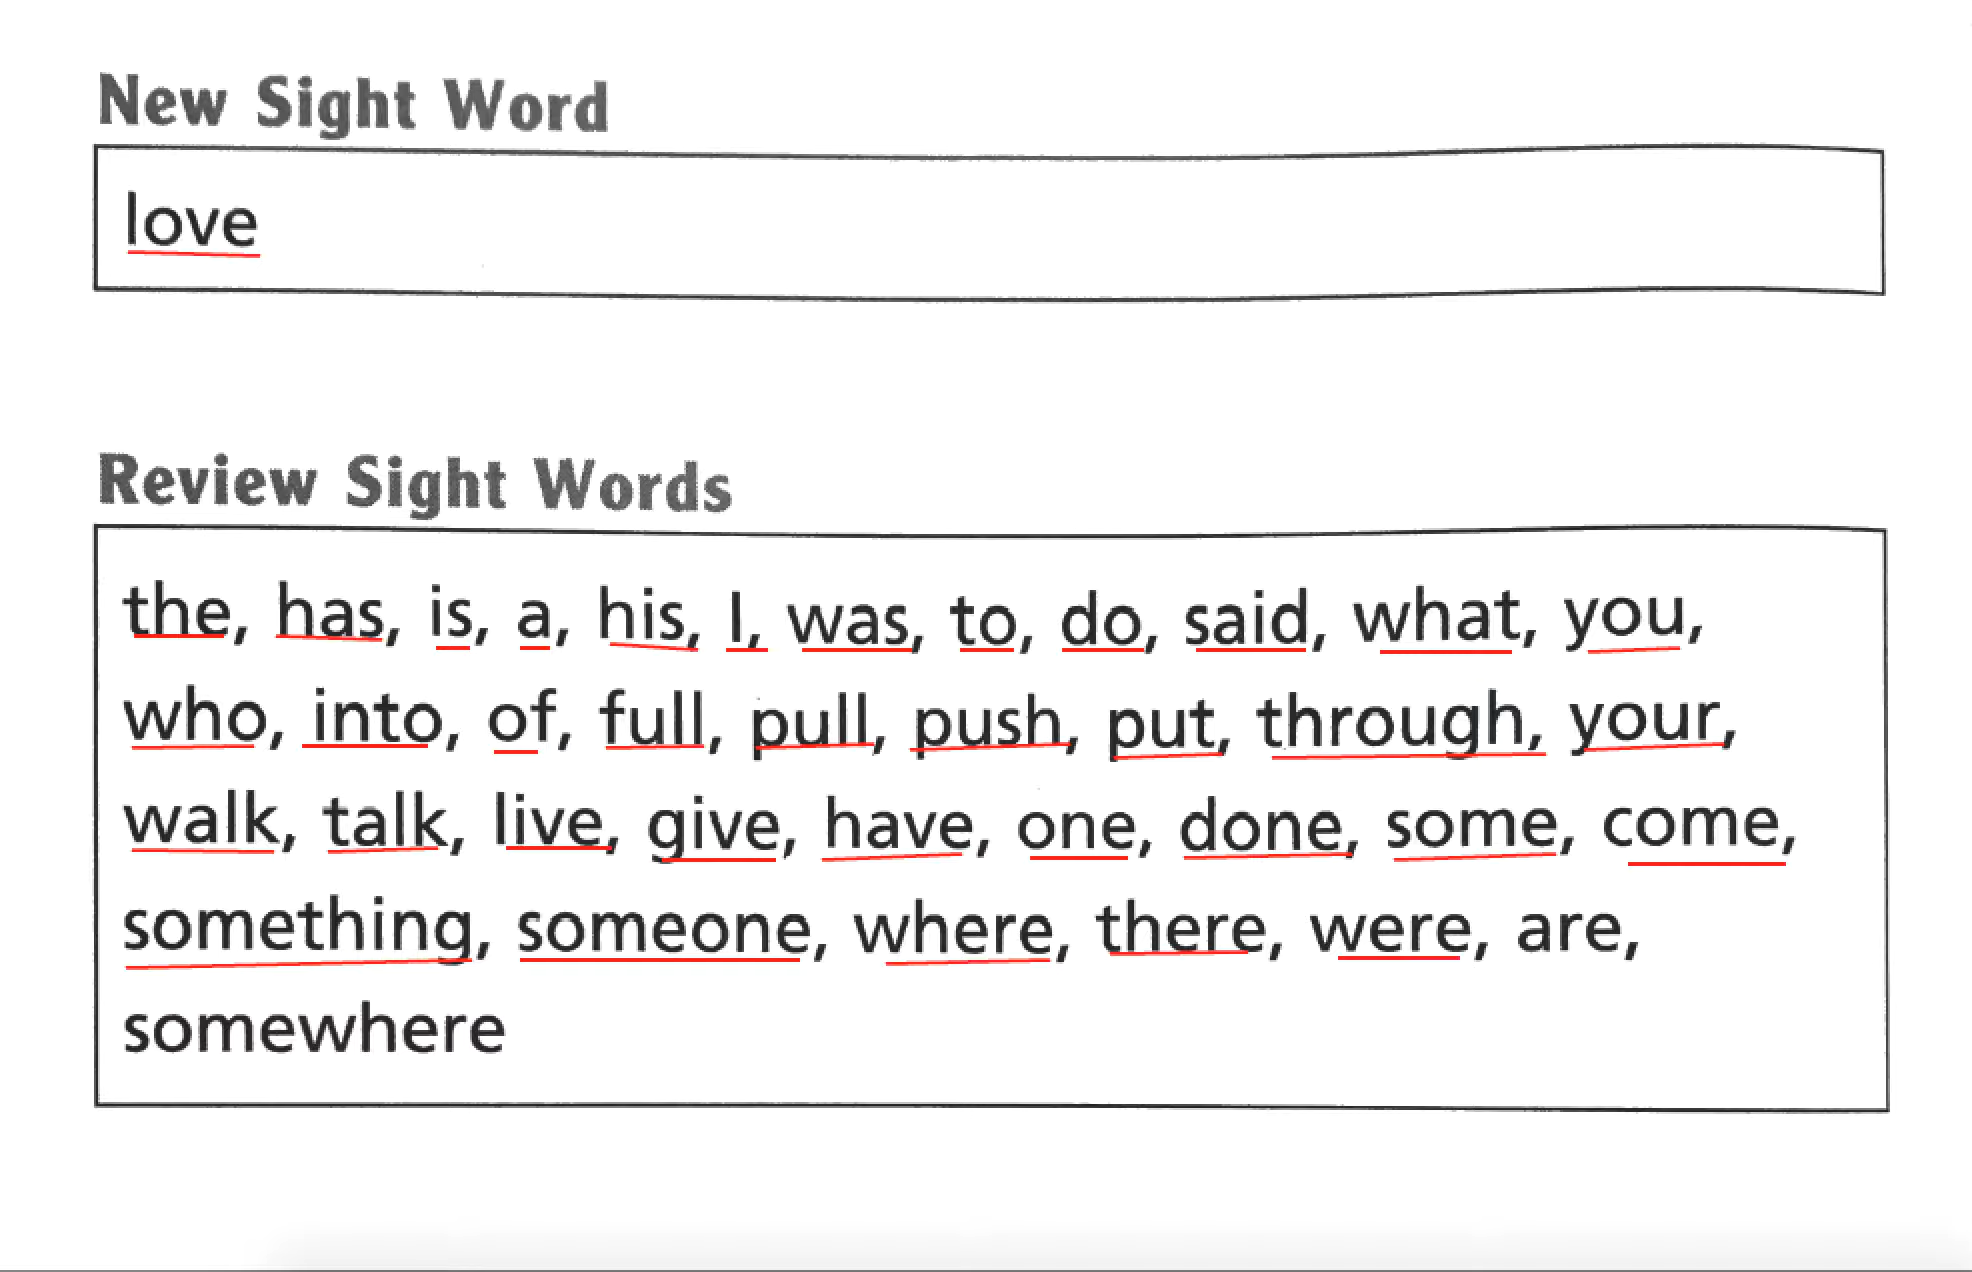 New Sight Word
love
Review Sight Words
the, has, is, a, his, I, was, to, do, said, what, you,
who, into, of, full, pull, push, put, through, your,
walk, talk, live, give, have, one, done, some, come,
something, someone, where, there, were, are,
somewhere